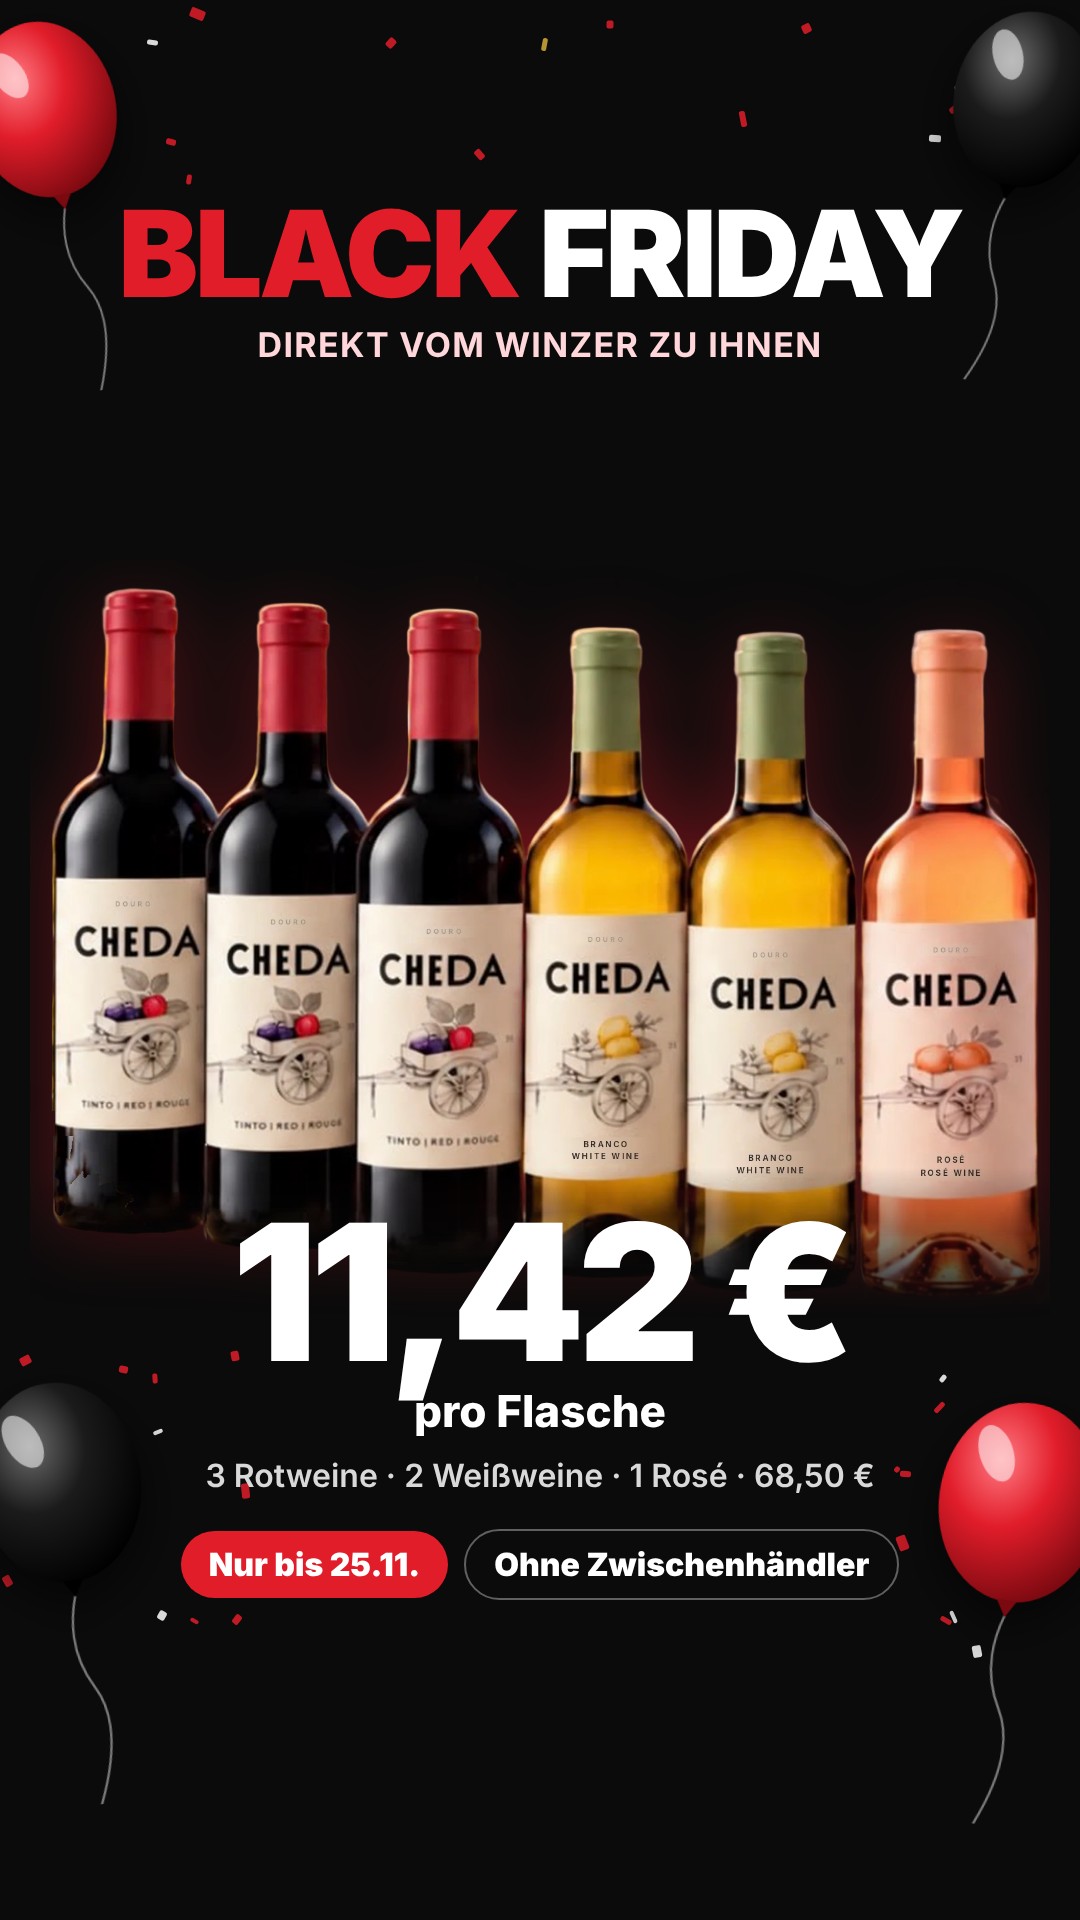 BLACK FRIDAY
DIREKT VOM WINZER ZU IHNEN
DOURO
CHEDA
TINTO | RED | ROUGE
DOURO
CHEDA
TINTO | RED | ROUGE
DOURO
CHEDA
TINTO | RED | ROUGE
DOURO
CHEDA
BRANCO
WHITE WINE
DOURO
CHEDA
BRANCO
WHITE WINE
DOURO
CHEDA
ROSÉ
ROSÉ WINE
11,42 €
pro Flasche
3 Rotweine · 2 Weißweine · 1 Rosé · 68,50 €
Nur bis 25.11.
Ohne Zwischenhändler